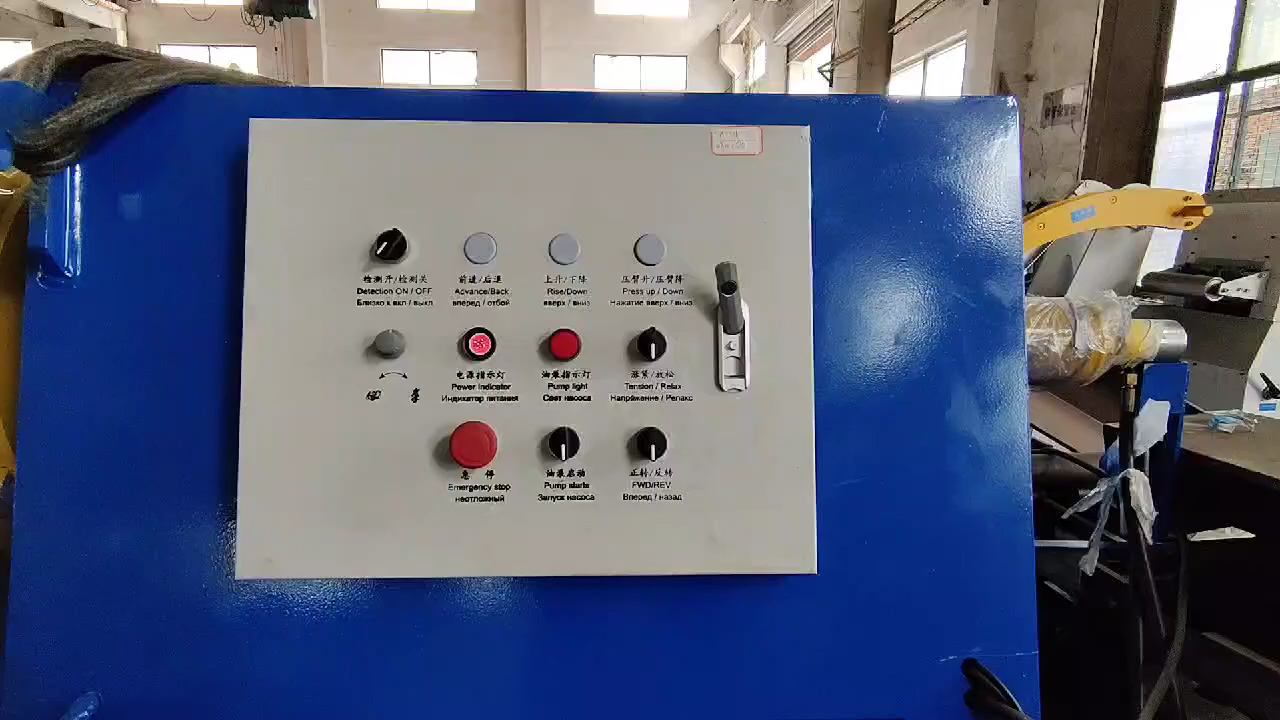 检测开/检测关
Detection ON / OFF
Близко к вкл / выкл
前进/后退
Advance/Back
вперед / отбой
上升/下降
Rise/Down
вверх / вниз
压臂升/压臂降
Press up / Down
Нажатие вверх / вниз
电源指示灯
Power indicator
Индикатор питания
油泵指示灯
Pump light
Свет насоса
涨紧/放松
Tension / Relax
Напряжение / Релакс
急 停
Emergency stop
неотложный
油泵启动
Pump starts
Запуск насоса
正转/反转
FWD/REV
Вперед / назад